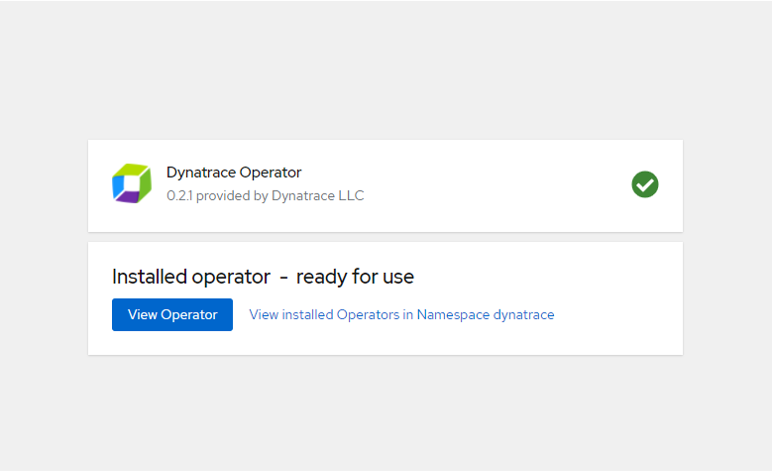 Dynatrace Operator
0.2.1 provided by Dynatrace LLC
Installed operator - ready for use
View Operator View installed Operators in Namespace dynatrace